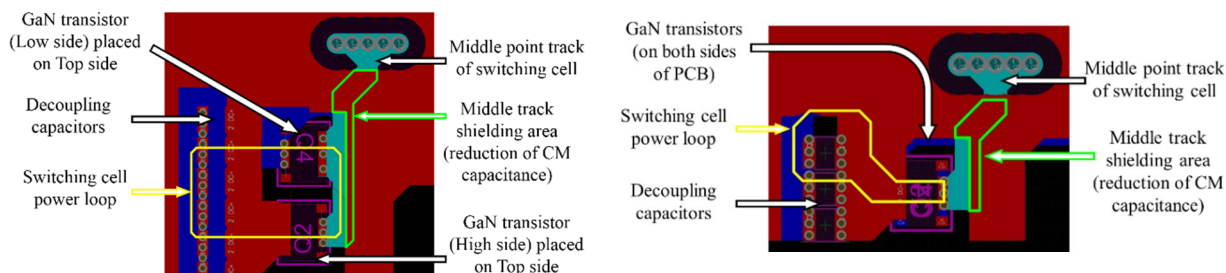 GaN transistor
(Low side) placed
on Top side
Decoupling
capacitors
Switching cell
power loop
Middle point track
of switching cell
Middle track
shielding area
(reduction of CM
capacitance)
GaN transistor
(High side) placed
on Top side
Q4
Q2
GaN transistors
(on both sides
of PCB)
Switching cell
power loop
Decoupling
capacitors
Middle point track
of switching cell
Middle track
shielding area
(reduction of CM
capacitance)